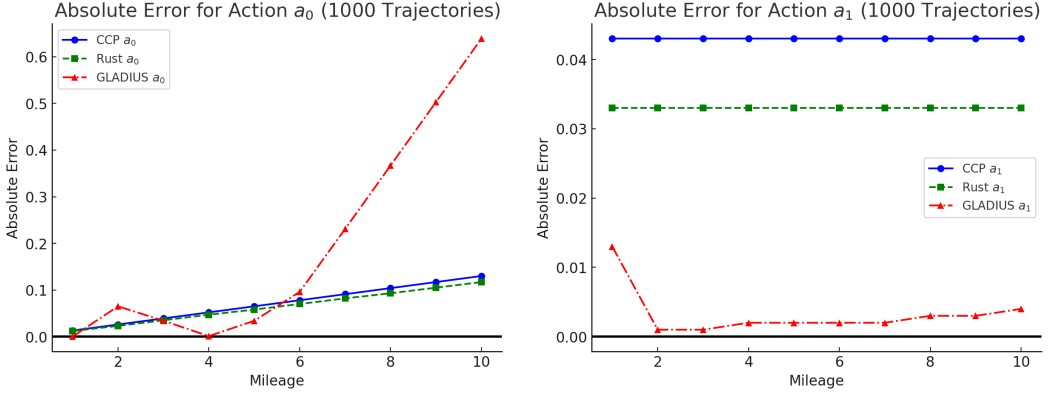 Absolute Error for Action a₀ (1000 Trajectories)
CCP a₀
Rust a₀
GLADIUS a₀
0.6
0.5
0.4
0.3
0.2
0.1
0.0
Absolute Error
2 4 6 8 10
Mileage
Absolute Error for Action a₁ (1000 Trajectories)
0.04
0.03
0.02
0.01
0.00
Absolute Error
CCP a₁
Rust a₁
GLADIUS a₁
2 4 6 8 10
Mileage